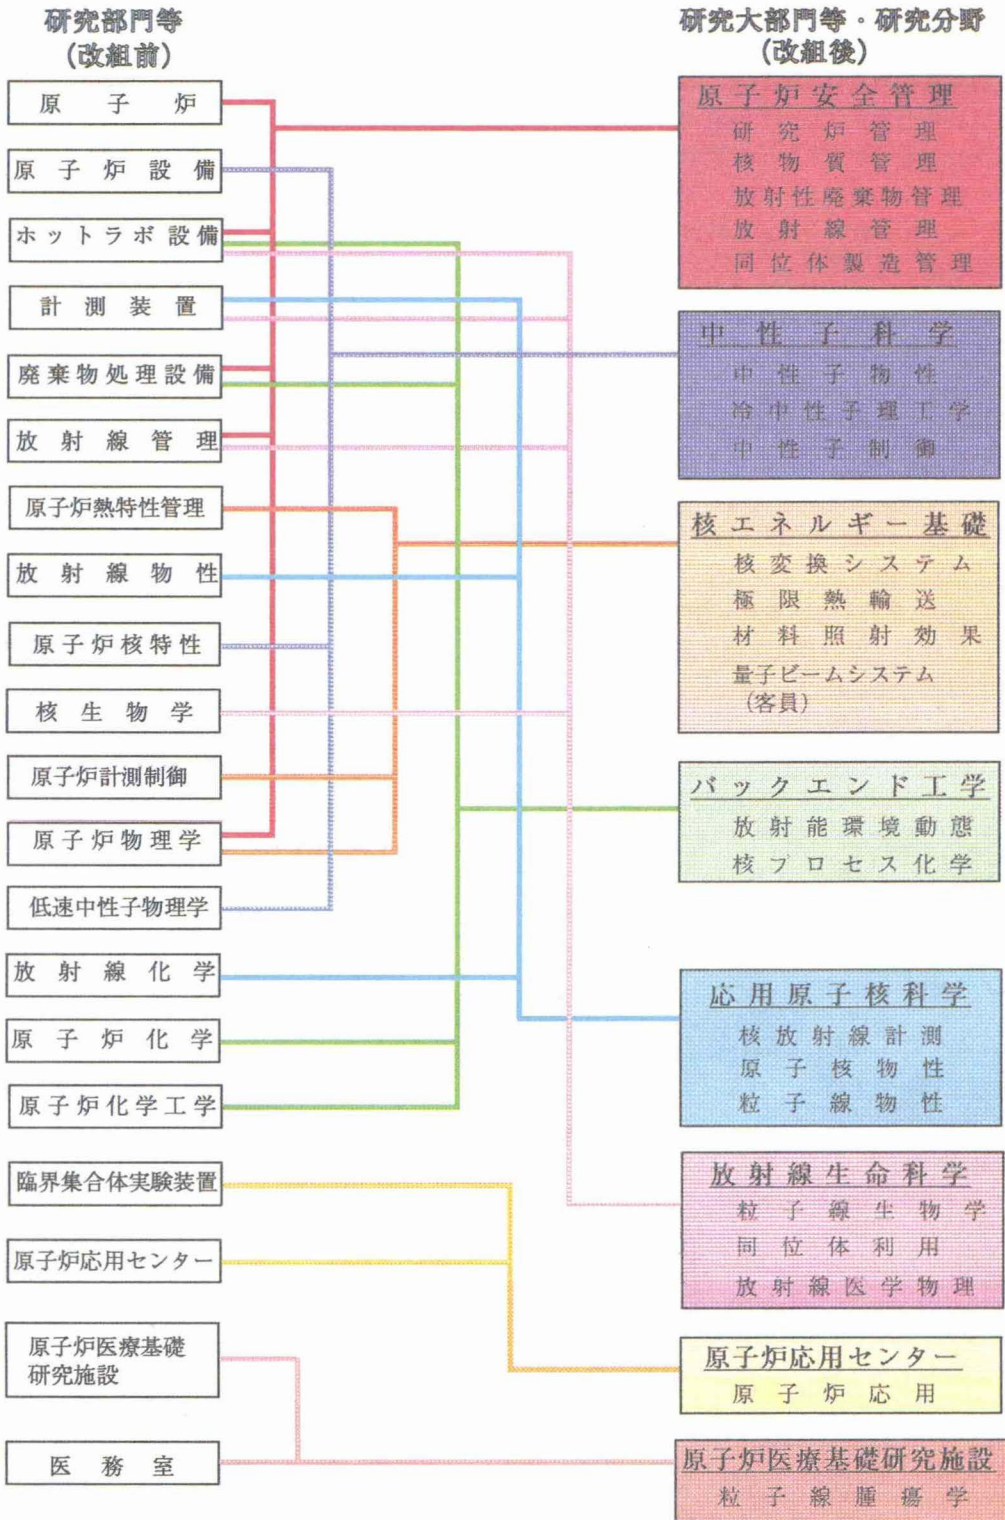 研究部門等
(改組前)
原子炉
原子炉設備
ホットラボ設備
計測装置
廃棄物処理設備
放射線管理
原子炉熱特性管理
放射線物性
原子炉核特性
核生物学
原子炉計測制御
原子炉物理学
低速中性子物理学
放射線化学
原子炉化学
原子炉化学工学
臨界集合体実験装置
原子炉応用センター
原子炉医療基礎
研究施設
医務室
研究大部門等・研究分野
(改組後)
原子炉安全管理
研究炉管理
核物質管理
放射性廃棄物管理
放射線管理
同位体製造管理
中性子科学
中性子物性
冷中性子理工学
中性子制御
核エネルギー基礎
核変換システム
極限熱輸送
材料照射効果
量子ビームシステム
(客員)
バックエンド工学
放射能環境動態
核プロセス化学
応用原子核科学
核放射線計測
原子核物性
粒子線物性
放射線生命科学
粒子線生物学
同位体利用
放射線医学物理
原子炉応用センター
原子炉応用
原子炉医療基礎研究施設
粒子線腫瘍学